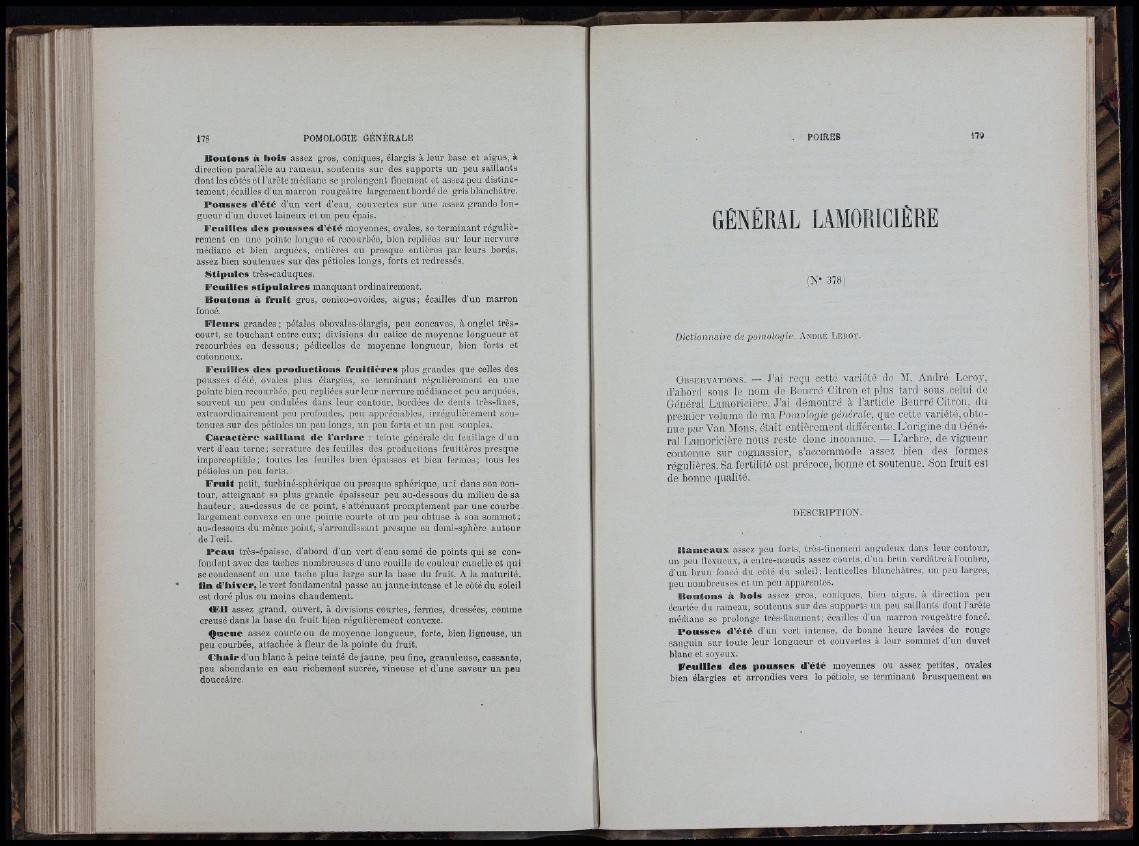 178 POMOLOGIE GÉNÉRALE
Boutons à bois assez gros, coniques, élargis à leur base et aigus, à
direction parallèle au rameau, soutenus sur des supports un peu saillants
dont les côtés et l'arête médiane se prolongent finement et assez peu distinc-
tement; écailles d'un marron rougeâtre largement bordé de gris blanchâtre.
Pousses d'été d'un vert d'eau, couvertes sur une assez grande lon-
gueur d'un duvet laineux et un peu épais.
Feuilles des pousses d'été moyennes, ovales, se terminant réguliè-
rement en une pointe longue et recourbée, bien repliées sur leur nervure
médiane et bien arquées, entières ou presque entières par leurs bords,
assez bien soutenues sur des pétioles longs, forts et redressés.
Stipules très-caduques.
Feuilles stipulaires manquant ordinairement.
Boutons à fruit gros, conico-ovoïdes, aigus; écailles d'un marron
foncé.
Fleurs grandes; pétales obovales-élargis, peu concaves, à onglet très-
court, se touchant entre eux; divisions du calice de moyenne longueur et
recourbées en dessous; pédicelles de moyenne longueur, bien forts et
cotonneux.
Feuilles des productions fruitières plus grandes que celles des
pousses d'été, ovales plus élargies, se terminant régulièrement en une
pointe bien recourbée, peu repliées sur leur nervure médiane et peu arquées,
souvent un peu ondulées dans leur contour, bordées de dents très-fines,
extraordinairement peu profondes, peu appréciables, irrégulièrement sou-
tenues sur des pétioles un peu longs, un peu forts et un peu souples.
Caractère saillant de l'arbre : teinte générale du feuillage d'un
vert d'eau terne; serrature des feuilles des productions fruitières presque
imperceptible; toutes les feuilles bien épaisses et bien fermes; tous les
pétioles un peu forts.
Fruit petit, turbiné-sphérique ou presque sphérique, uni dans son con-
tour, atteignant sa plus grande épaisseur peu au-dessous du milieu de sa
hauteur; au-dessus de ce point, s'atténuant promptement par une courbe
largement convexe en une pointe courte et un peu obtuse à son sommet;
au-dessous du même point, s'arrondissant presque en demi-sphère autour
de l'œil.
Peau très-épaisse, d'abord d'un vert d'eau semé de points qui se con-
fondent avec des taches nombreuses d'une rouille de couleur canelle et qui
se condensent en une tache plus large sur la base du fruit. A la maturité,
fin d'hiver, le vert fondamental passe au jaune intense et le côté du soleil
est doré plus ou moins chaudement.
Œil assez grand, ouvert, à divisions courtes, fermes, dressées, comme
creusé dans la base du fruit bien régulièrement convexe.
Queue assez courte ou de moyenne longueur, forte, bien ligneuse, un
peu courbée, attachée à fleur de la pointe du fruit.
Chair d'un blanc à peine teinté de jaune, peu fine, granuleuse, cassante,
peu abondante en eau richement sucrée, vineuse et d'une saveur un peu
douceâtre.
POIRES 179
GÉNÉRAL LAMORICIÈRE
(N° 378)
Dictionnaire de pomologie. ANDRÉ LEROY.
OBSERVATIONS. — J'ai reçu cette variété de M. André Leroy,
d'abord sous le nom de Beurré Citron et plus tard sous celui de
Général Lamoricière. J'ai démontré à l'article Beurré Citron, du
premier volume de ma Pomologie générale, que cette variété, obte-
nue par Van Mons, était entièrement différente. L'origine du Géné-
ral Lamoricière nous reste donc inconnue. — L'arbre, de vigueur
contenue sur cognassier, s'accommode assez bien des formes
régulières. Sa fertilité est précoce, bonne et soutenue. Son fruit est
de bonne qualité.
DESCRIPTION.
Rameaux assez peu forts, très-finement anguleux dans leur contour,
un peu flexueux, à entre-nœuds assez courts, d'un brun verdâtre à l'ombre,
d'un brun foncé du côté du soleil; lenticelles blanchâtres, un peu larges,
peu nombreuses et un peu apparentes.
Boutons à bois assez gros, coniques, bien aigus, à direction peu
écartée du rameau, soutenus sur des supports un peu saillants dont l'arête
médiane se prolonge très-finement; écailles d'un marron rougeâtre foncé.
Pousses d'été d'un vert intense, de bonne heure lavées de rouge
sanguin sur toute leur longueur et couvertes à leur sommet d'un duvet
blanc et soyeux.
Feuilles des pousses d'été moyennes ou assez petites, ovales
bien élargies et arrondies vers le pétiole, se terminant brusquement en